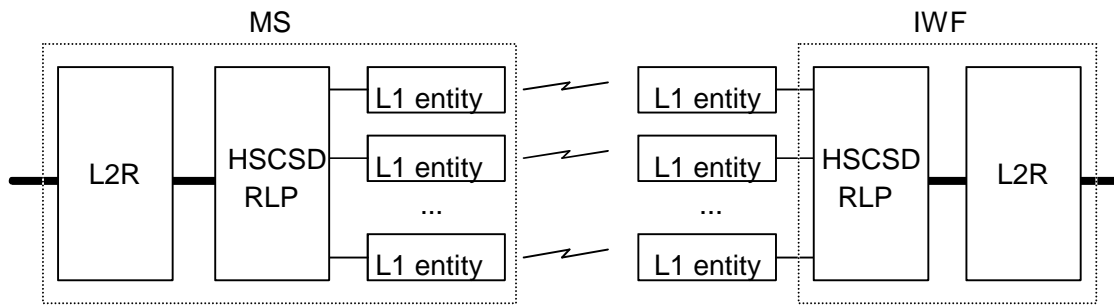 MS
IWF
L1 entity
L1 entity
L1 entity
L1 entity
HSCSD
RLP
HSCSD
RLP
L2R
L2R
...
...
L1 entity
L1 entity